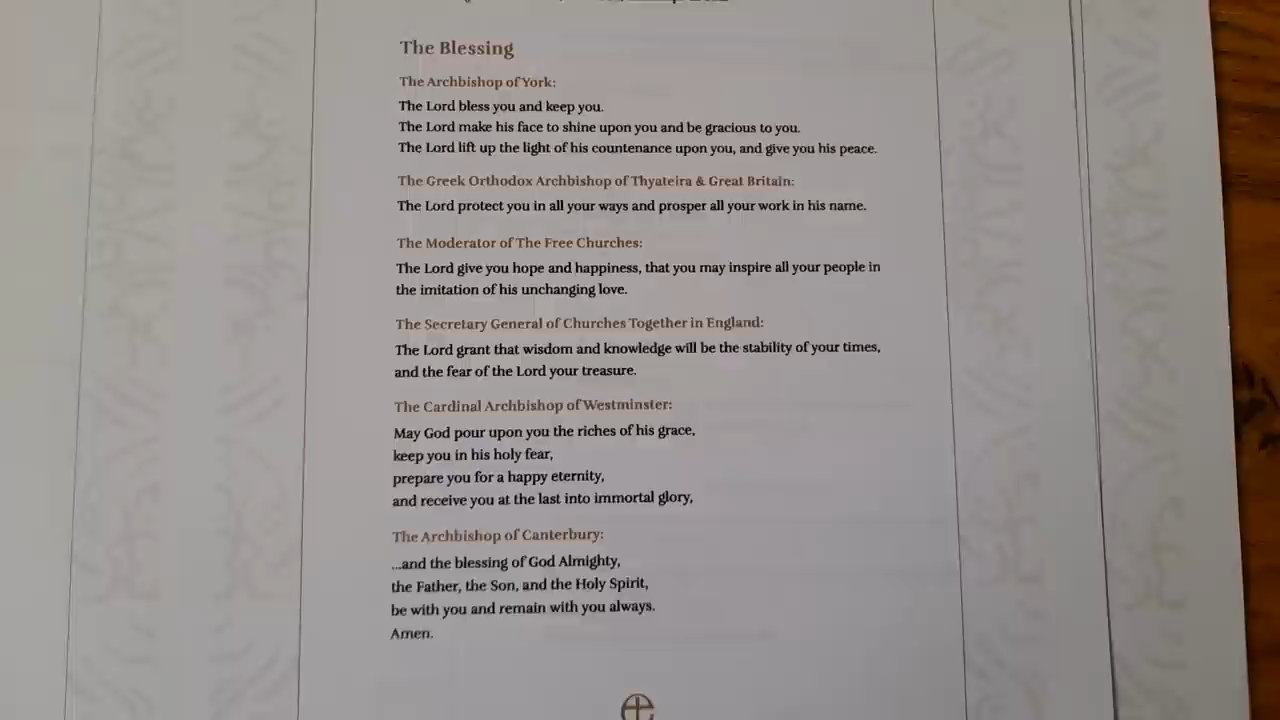 The Blessing
The Archbishop of York:
The Lord bless you and keep you.
The Lord make his face to shine upon you and be gracious to you.
The Lord lift up the light of his countenance upon you, and give you his peace.
The Greek Orthodox Archbishop of Thyateira & Great Britain:
The Lord protect you in all your ways and prosper all your work in his name.
The Moderator of The Free Churches:
The Lord give you hope and happiness, that you may inspire all your people in
the imitation of his unchanging love.
The Secretary General of Churches Together in England:
The Lord grant that wisdom and knowledge will be the stability of your times,
and the fear of the Lord your treasure.
The Cardinal Archbishop of Westminster:
May God pour upon you the riches of his grace,
keep you in his holy fear,
prepare you for a happy eternity,
and receive you at the last into immortal glory,
The Archbishop of Canterbury:
...and the blessing of God Almighty,
the Father, the Son, and the Holy Spirit,
be with you and remain with you always.
Amen.